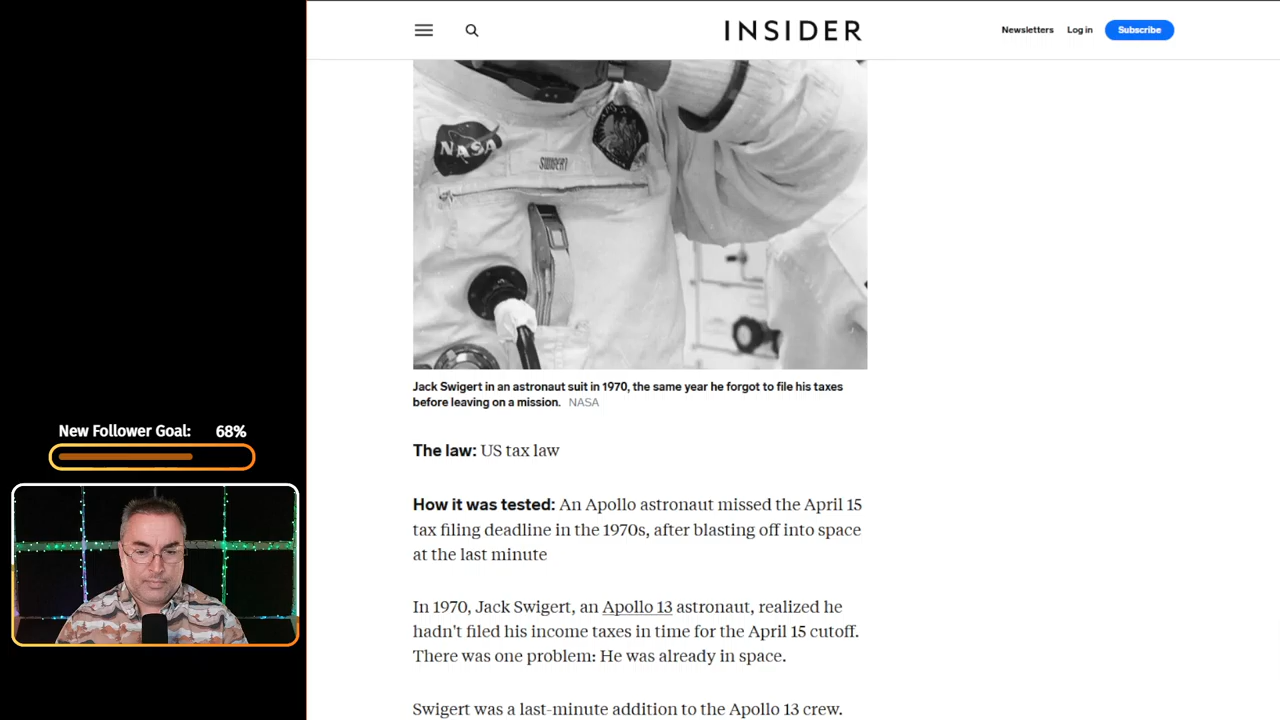 INSIDER
Newsletters Log in Subscribe
NASA
SWIGERT
Jack Swigert in an astronaut suit in 1970, the same year he forgot to file his taxes
before leaving on a mission. NASA
The law: US tax law
How it was tested: An Apollo astronaut missed the April 15
tax filing deadline in the 1970s, after blasting off into space
at the last minute
In 1970, Jack Swigert, an Apollo 13 astronaut, realized he
hadn't filed his income taxes in time for the April 15 cutoff.
There was one problem: He was already in space.
Swigert was a last-minute addition to the Apollo 13 crew.
New Follower Goal: 68%